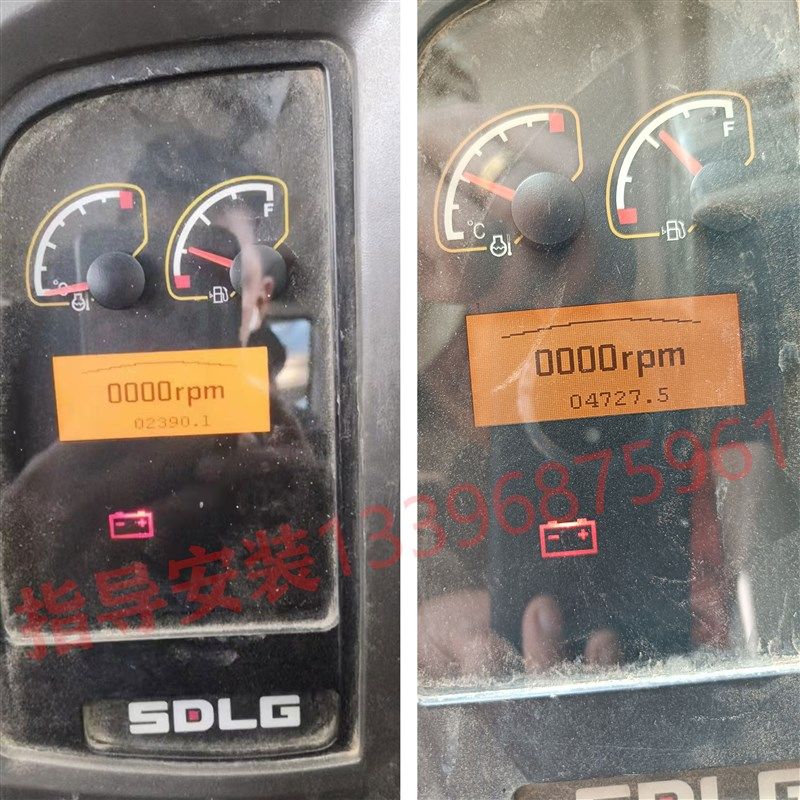 F
°C
0000rpm
02390.1
- +
SDLG
F
°C
0000rpm
04727.5
- +
SDLG
指导安装13396875961